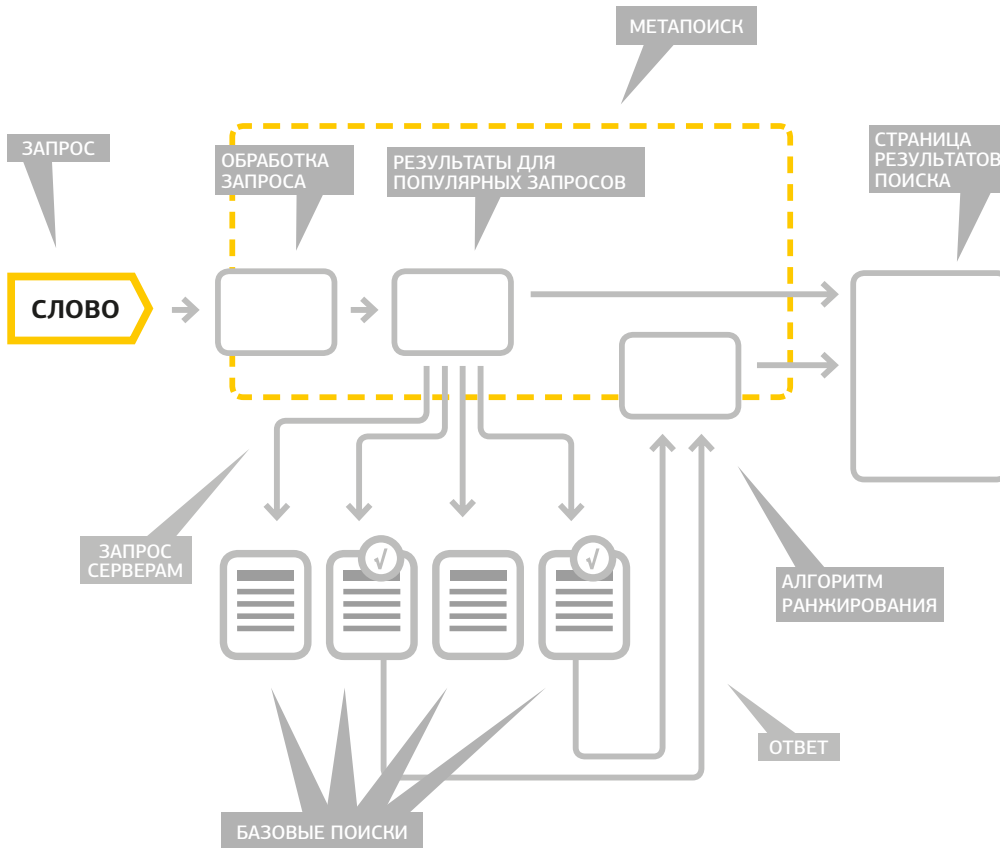 МЕТАПОИСК
ЗАПРОС
ОБРАБОТКА
ЗАПРОСА
РЕЗУЛЬТАТЫ ДЛЯ
ПОПУЛЯРНЫХ ЗАПРОСОВ
СТРАНИЦА
РЕЗУЛЬТАТОВ
ПОИСКА
СЛОВО
ЗАПРОС
СЕРВЕРАМ
√
√
АЛГОРИТМ
РАНЖИРОВАНИЯ
ОТВЕТ
БАЗОВЫЕ ПОИСКИ